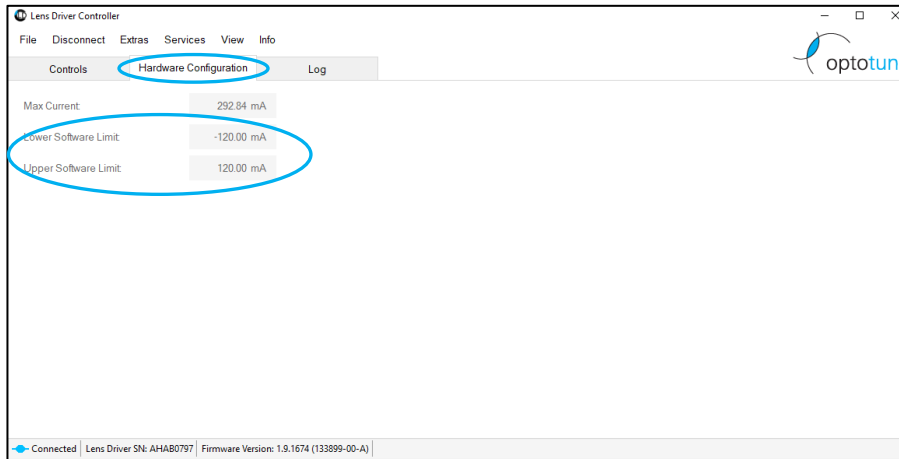 Lens Driver Controller
File Disconnect Extras Services View Info
optotun
Controls Hardware Configuration Log
Max Current: 292.84 mA
Lower Software Limit: -120.00 mA
Upper Software Limit: 120.00 mA
Connected Lens Driver SN: AHAB0797 Firmware Version: 1.9.1674 (133899-00-A)